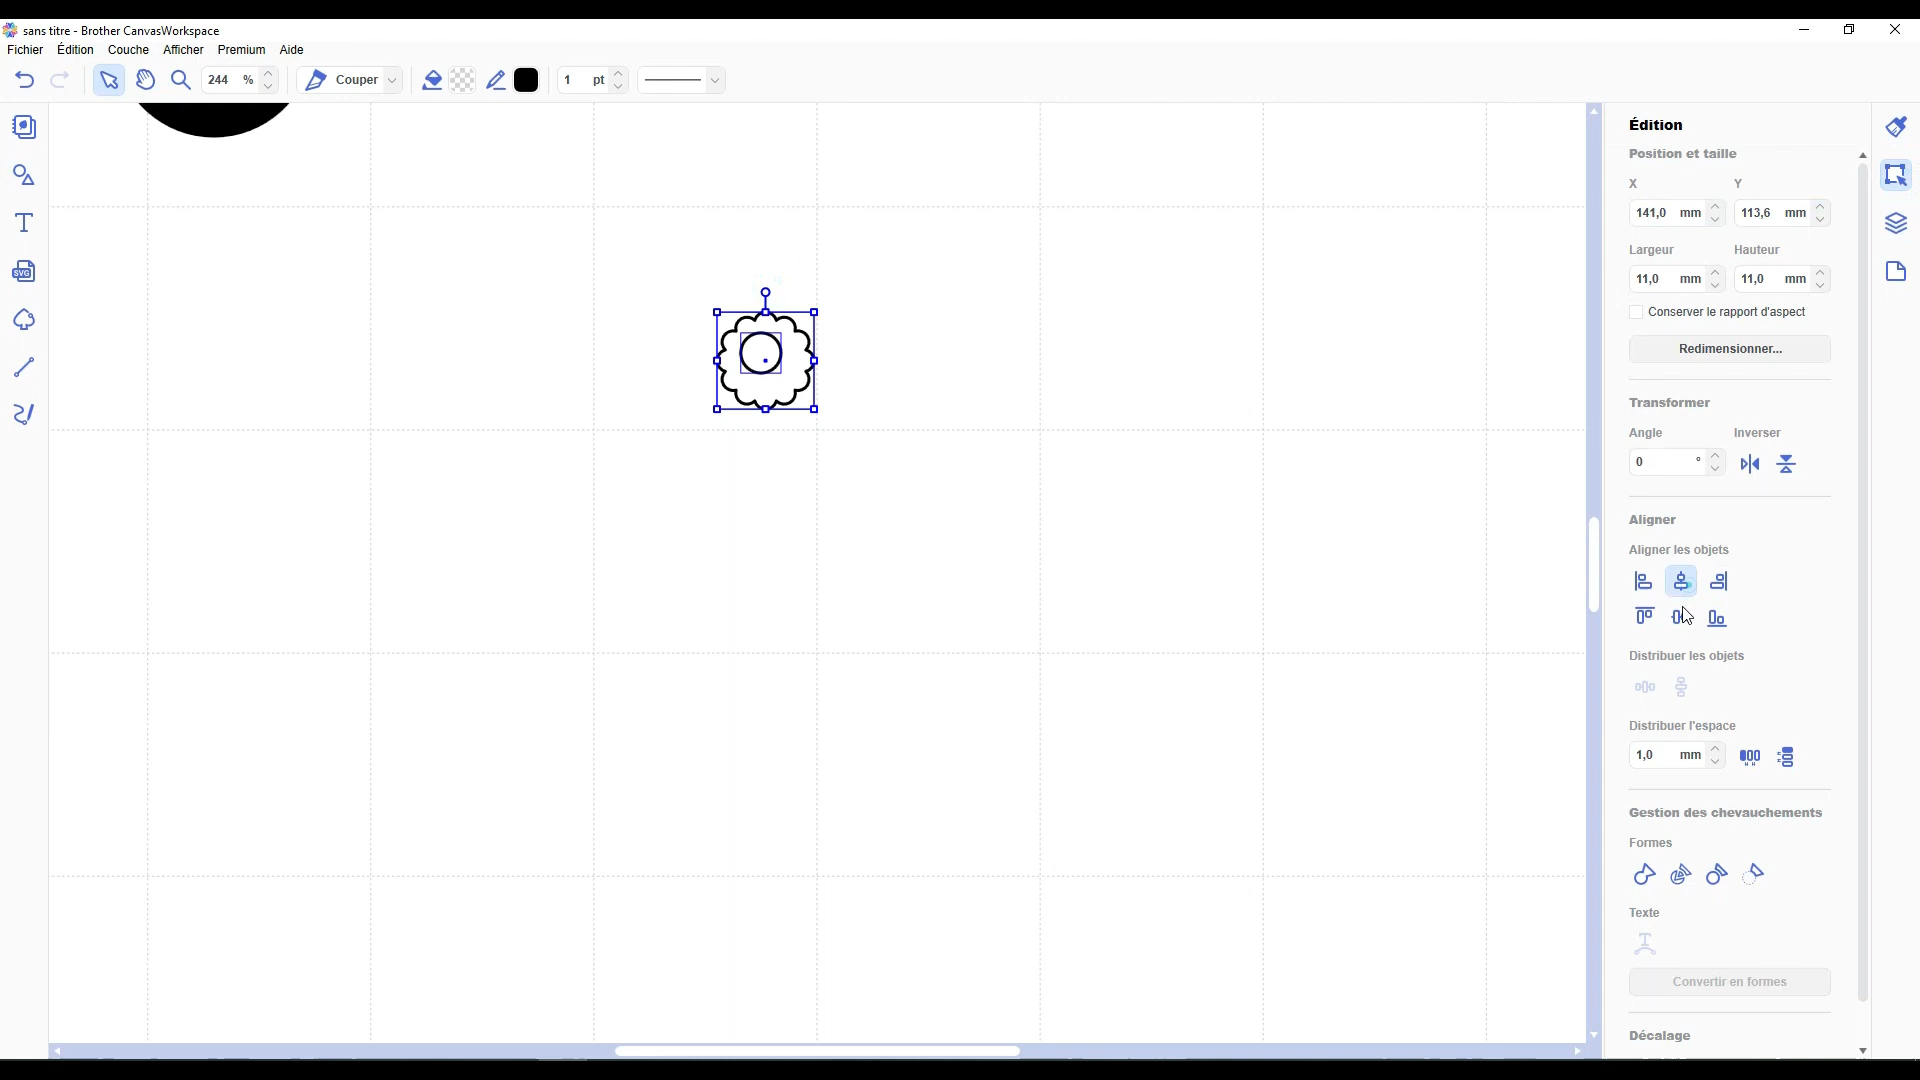 sans titre - Brother CanvasWorkspace
Fichier Édition Couche Afficher Premium Aide
244 % Couper 1 pt
SVG
Édition
Position et taille
X Y
141,0 mm 113,6 mm
Largeur Hauteur
11,0 mm 11,0 mm
Conserver le rapport d'aspect
Redimensionner...
Transformer
Angle Inverser
0 °
Aligner
Aligner les objets
Distribuer les objets
Distribuer l'espace
1,0 mm
Gestion des chevauchements
Formes
Texte
Convertir en formes
Décalage